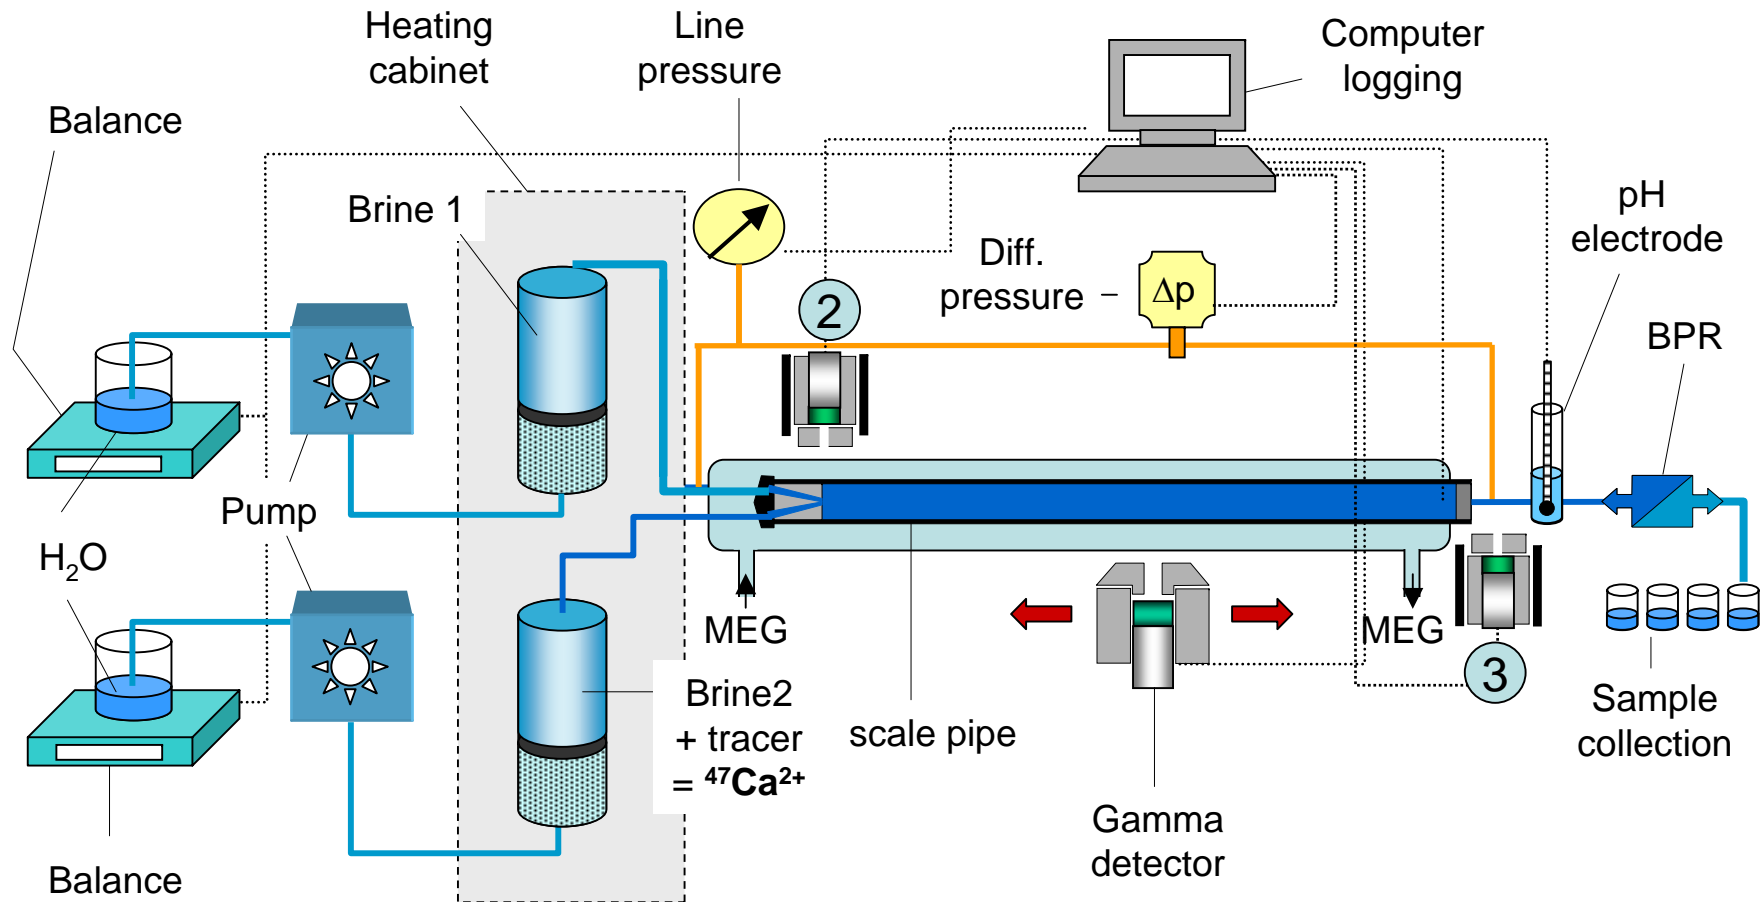 Heating
cabinet
Line
pressure
Computer
logging
Balance
Brine 1
pH
electrode
Diff.
pressure
Δp
2
BPR
Pump
H₂O
MEG
MEG
3
Brine2
+ tracer
= ⁴⁷Ca²⁺
scale pipe
Sample
collection
Gamma
detector
Balance